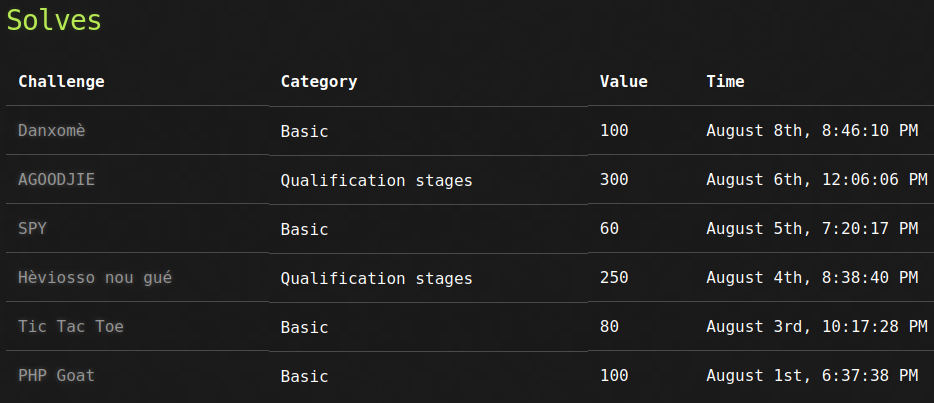 Solves
Challenge Category Value Time
Danxomè Basic 100 August 8th, 8:46:10 PM
AGOODJIE Qualification stages 300 August 6th, 12:06:06 PM
SPY Basic 60 August 5th, 7:20:17 PM
Hèviosso nou gué Qualification stages 250 August 4th, 8:38:40 PM
Tic Tac Toe Basic 80 August 3rd, 10:17:28 PM
PHP Goat Basic 100 August 1st, 6:37:38 PM